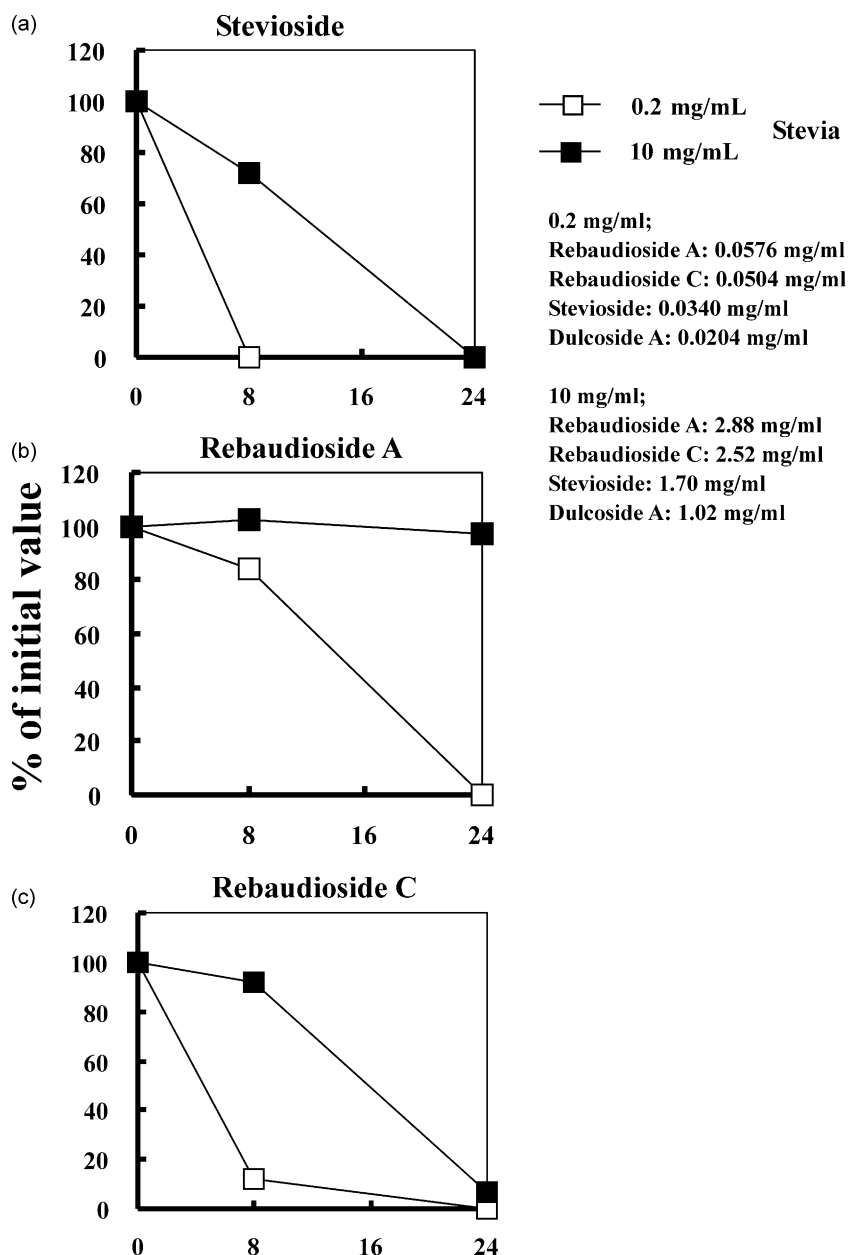 (a)
Stevioside
120
100
80
60
40
20
0
0 8 16 24
0.2 mg/mL
10 mg/mL
Stevia
0.2 mg/ml;
Rebaudioside A: 0.0576 mg/ml
Rebaudioside C: 0.0504 mg/ml
Stevioside: 0.0340 mg/ml
Dulcoside A: 0.0204 mg/ml
10 mg/ml;
Rebaudioside A: 2.88 mg/ml
Rebaudioside C: 2.52 mg/ml
Stevioside: 1.70 mg/ml
Dulcoside A: 1.02 mg/ml
% of initial value
(b)
Rebaudioside A
120
100
80
60
40
20
0
0 8 16 24
(c)
Rebaudioside C
120
100
80
60
40
20
0
0 8 16 24